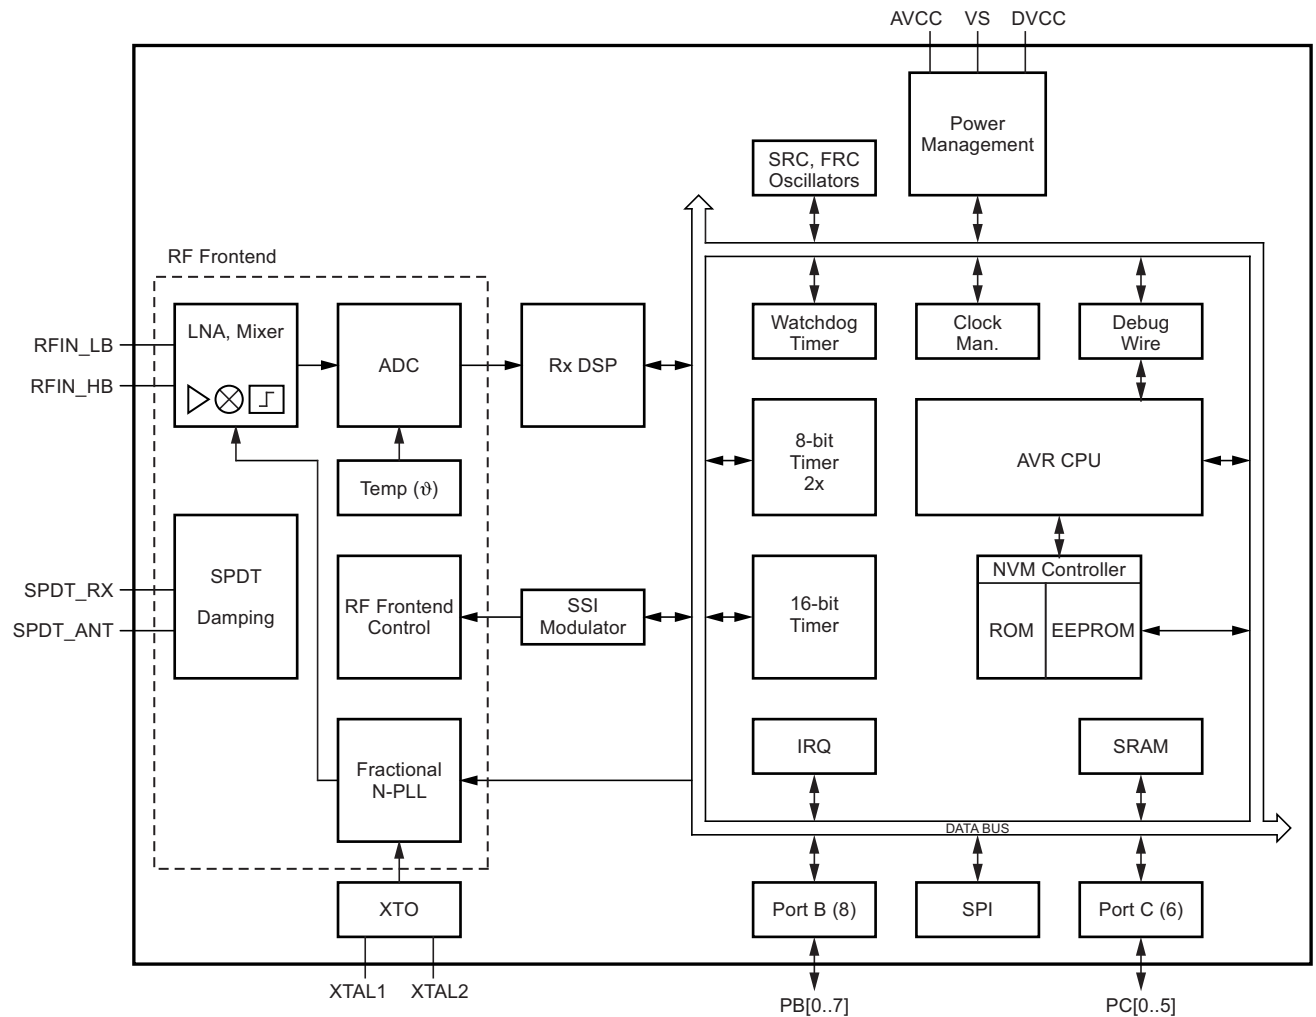 AVCC VS DVCC
Power
Management
SRC, FRC
Oscillators
RF Frontend
LNA, Mixer
ADC
Rx DSP
Watchdog
Timer
Clock
Man.
Debug
Wire
RFIN_LB
RFIN_HB
Temp (ϑ)
8-bit
Timer
2x
AVR CPU
SPDT
Damping
SPDT_RX
SPDT_ANT
RF Frontend
Control
SSI
Modulator
16-bit
Timer
NVM Controller
ROM
EEPROM
Fractional
N-PLL
IRQ
SRAM
DATA BUS
XTO
Port B (8)
SPI
Port C (6)
XTAL1
XTAL2
PB[0..7]
PC[0..5]